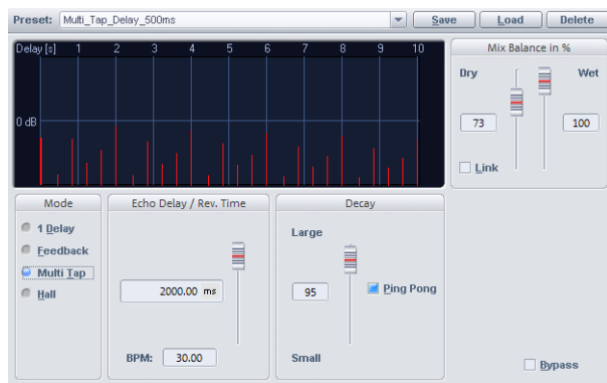 Preset: Multi_Tap_Delay_500ms Save Load Delete
Delay [s] 1 2 3 4 5 6 7 8 9 10
0 dB
Mix Balance in %
Dry Wet
73 100
Link
Mode
1 Delay
Feedback
Multi Tap
Hall
Echo Delay / Rev. Time
2000.00 ms
BPM: 30.00
Decay
Large
95 Ping Pong
Small
Bypass